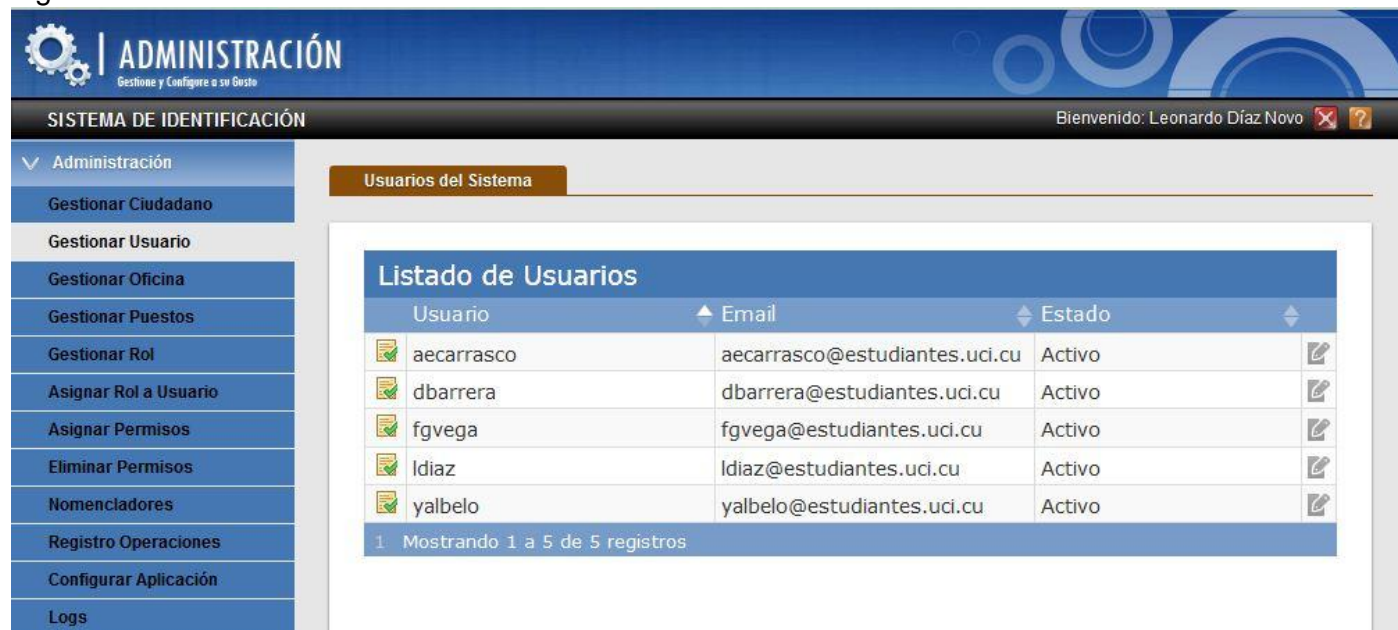 ADMINISTRACIÓN
Gestione y Configure a su Gusto
SISTEMA DE IDENTIFICACIÓN
Bienvenido: Leonardo Díaz Novo
Administración
Gestionar Ciudadano
Gestionar Usuario
Gestionar Oficina
Gestionar Puestos
Gestionar Rol
Asignar Rol a Usuario
Asignar Permisos
Eliminar Permisos
Nomencladores
Registro Operaciones
Configurar Aplicación
Logs
Usuarios del Sistema
Listado de Usuarios
Usuario Email Estado
aecarrasco aecarrasco@estudiantes.uci.cu Activo
dbarrera dbarrera@estudiantes.uci.cu Activo
fgvega fgvega@estudiantes.uci.cu Activo
ldiaz ldiaz@estudiantes.uci.cu Activo
yalbelo yalbelo@estudiantes.uci.cu Activo
1 Mostrando 1 a 5 de 5 registros